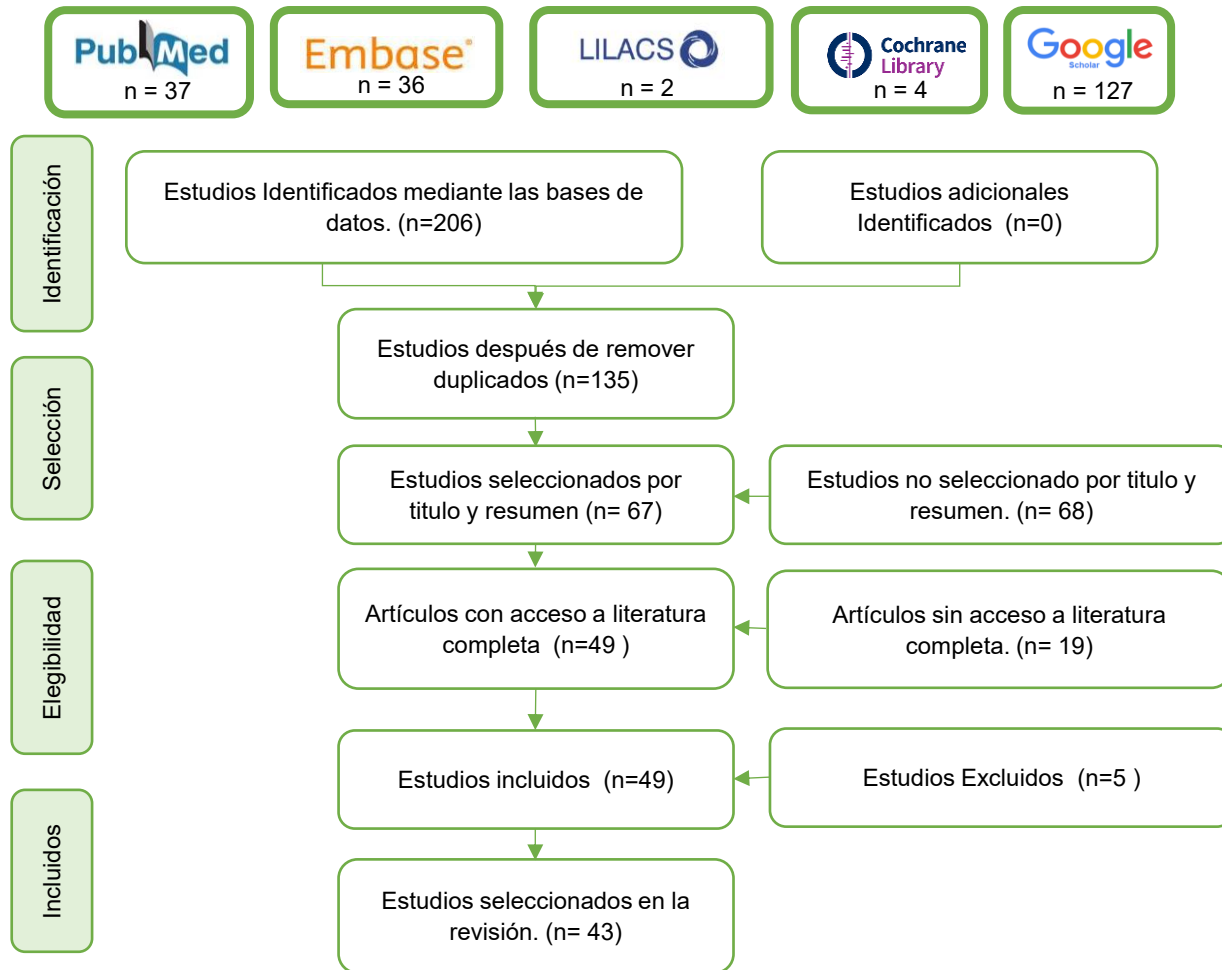 PubMed
n = 37
Embase®
n = 36
LILACS
n = 2
Cochrane
Library
n = 4
Google
Scholar
n = 127
Identificación
Estudios Identificados mediante las bases de
datos. (n=206)
Estudios adicionales
Identificados (n=0)
Estudios después de remover
duplicados (n=135)
Selección
Estudios seleccionados por
titulo y resumen (n= 67)
Estudios no seleccionado por titulo y
resumen. (n= 68)
Elegibilidad
Artículos con acceso a literatura
completa (n=49 )
Artículos sin acceso a literatura
completa. (n= 19)
Estudios incluidos (n=49)
Estudios Excluidos (n=5 )
Incluidos
Estudios seleccionados en la
revisión. (n= 43)